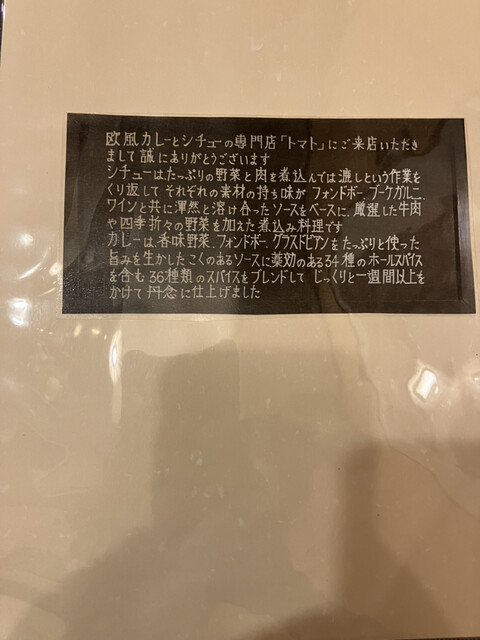 欧風カレーとシチューの専門店「トマト」にご来店いただき
まして誠にありがとうございます
シチューは、たっぷりの野菜と肉を煮込んでは漉しという作業を
くり返して それぞれの素材の持ち味が フォンドボー、ブーケガルニ、
ワインと共に渾然と溶け合った ソースをベースに、厳選した牛肉
や四季折々の野菜を加えた煮込み料理です
カレーは、香味野菜、フォンドボー、グラスドビアンをたっぷりと使った
旨みを生かした こくのあるソースに薬効のある34種のホールスパイス
を含む36種類のスパイスをブレンドして じっくりと一週間以上を
かけて丹念に仕上げました